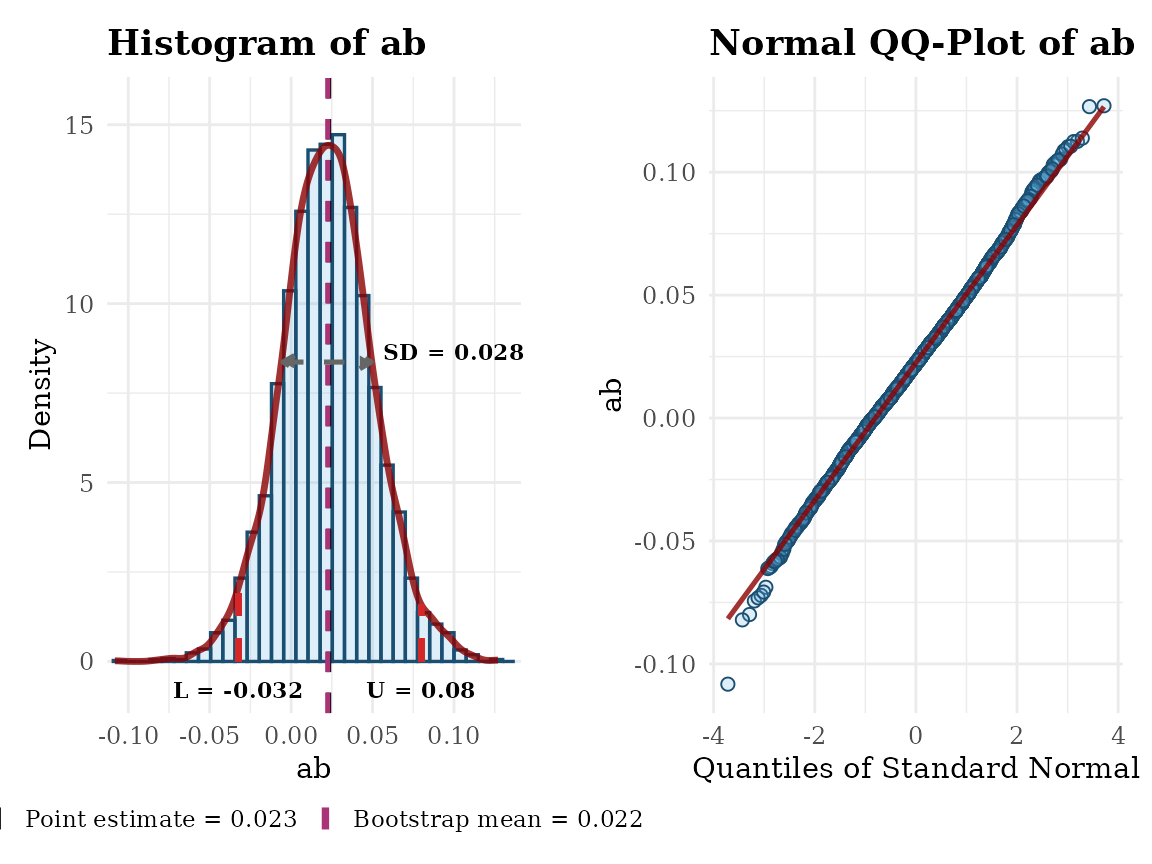 Histogram of ab
15
10
5
0
Density
SD = 0.028
L = -0.032
U = 0.08
-0.10 -0.05 0.00 0.05 0.10
ab
Point estimate = 0.023
Bootstrap mean = 0.022
Normal QQ-Plot of ab
0.10
0.05
0.00
-0.05
-0.10
ab
-4 -2 0 2 4
Quantiles of Standard Normal